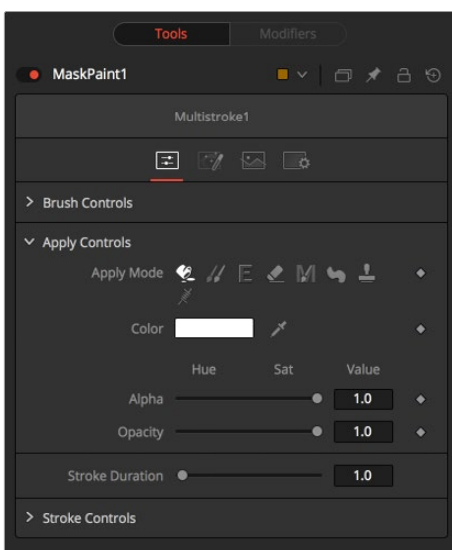 Tools Modifiers
MaskPaint1
Multistroke1
Brush Controls
Apply Controls
Apply Mode
Color
Hue Sat Value
Alpha 1.0
Opacity 1.0
Stroke Duration 1.0
Stroke Controls